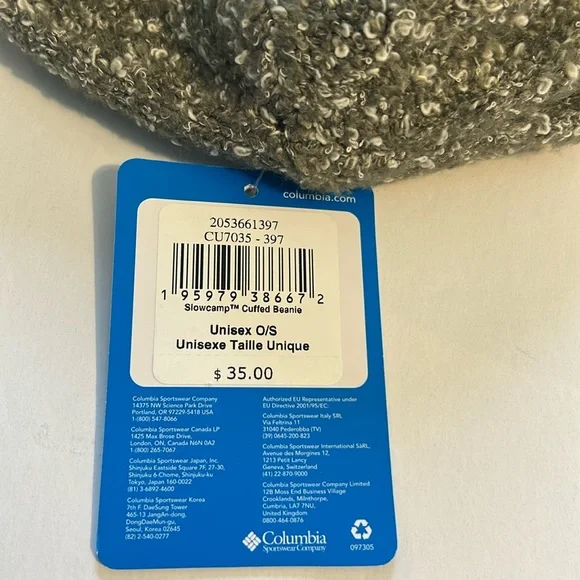 columbia.com
2053661397
CU7035 - 397
1 95979 38667 2
Slowcamp™ Cuffed Beanie
Unisex O/S
Unisexe Taille Unique
$ 35.00
Columbia Sportswear Company
14375 NW Science Park Drive
Portland, OR 97229-5418 USA
1-(800) 547-8066
Columbia Sportswear Canada LP
1425 Max Brose Drive,
London, ON, Canada N6N 0A2
1-(800) 265-7067
Columbia Sportswear Japan, Inc.
Shinjuku Eastside Square 7F, 27-30,
Shinjuku 6-Chome, Shinjuku-ku
Tokyo, Japan 160-0022
(81) 3-6892-4600
Columbia Sportswear Korea
7th F. DaeSung Tower
465-13 JangAn-dong,
DongDaeMun-gu,
Seoul, Korea 02645
(82) 2-540-0277
Authorized EU Representative under
EU Directive 2001/95/EC:
Columbia Sportswear Italy SRL
Via Feltrina 11
31040 Pederobba (TV)
(39) 0645-200-823
Columbia Sportswear International SàRL,
Avenue des Morgines 12,
1213 Petit Lancy
Geneva, Switzerland
(41) 22-870-9000
Columbia Sportswear Company Limited
12B Moss End Business Village
Crooklands, Milnthorpe,
Cumbria, LA7 7NU,
United Kingdom
0800-464-0876
Columbia
Sportswear Company
097305